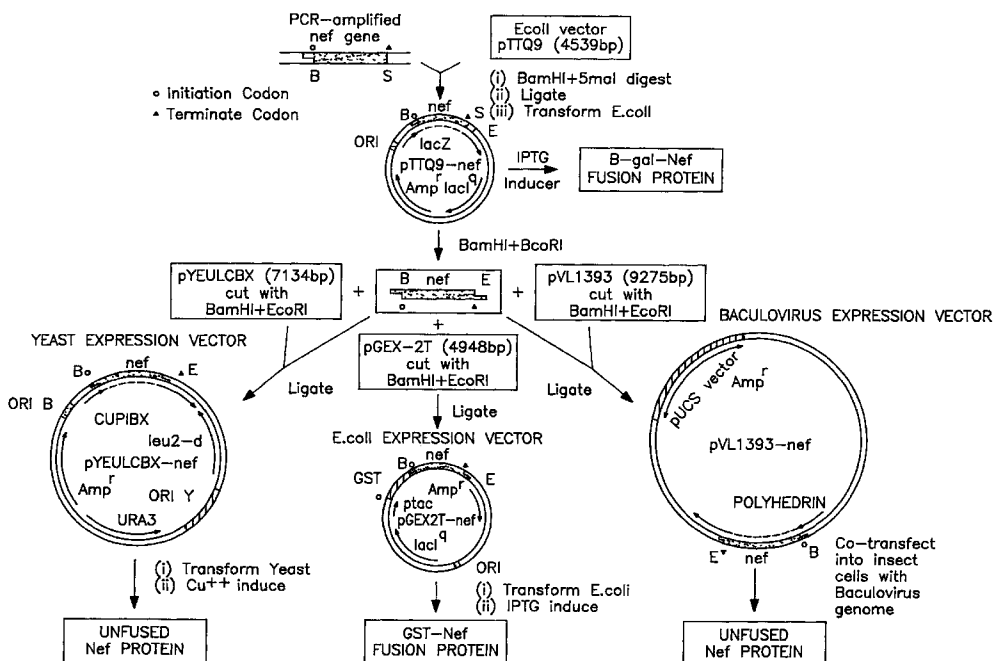 PCR-amplified
nef gene
B S
o Initiation Codon
▲ Terminate Codon
Ecoil vector
pTTQ9 (4539bp)
(i) BamHI+5mal digest
(ii) Ligate
(iii) Transform E.coll
nef
B S
E
ORI
lacZ
pTTQ9-nef
Amp r lacI q
IPTG
Inducer
B-gal-Nef
FUSION PROTEIN
BamHI+BcoRI
pYEULCBX (7134bp)
cut with
BamHI+EcoRI
+
B nef E
+
pVL1393 (9275bp)
cut with
BamHI+EcoRI
+
pGEX-2T (4948bp)
cut with
BamHI+EcoRI
YEAST EXPRESSION VECTOR
nef
B E
ORI B
CUPIBX
leu2-d
pYEULCBX-nef
Amp r
ORI Y
URA3
Ligate
(i) Transform Yeast
(ii) Cu++ induce
UNFUSED
Nef PROTEIN
Ligate
E.coli EXPRESSION VECTOR
nef
B E
GST
Amp r
ptac
pGEX2T-nef
lacI q
ORI
(i) Transform E.coli
(ii) IPTG induce
GST-Nef
FUSION PROTEIN
Ligate
BACULOVIRUS EXPRESSION VECTOR
pUCS vector
Amp r
pVL1393-nef
POLYHEDRIN
E B
nef
Co-transfect
into insect
cells with
Baculovirus
genome
UNFUSED
Nef PROTEIN